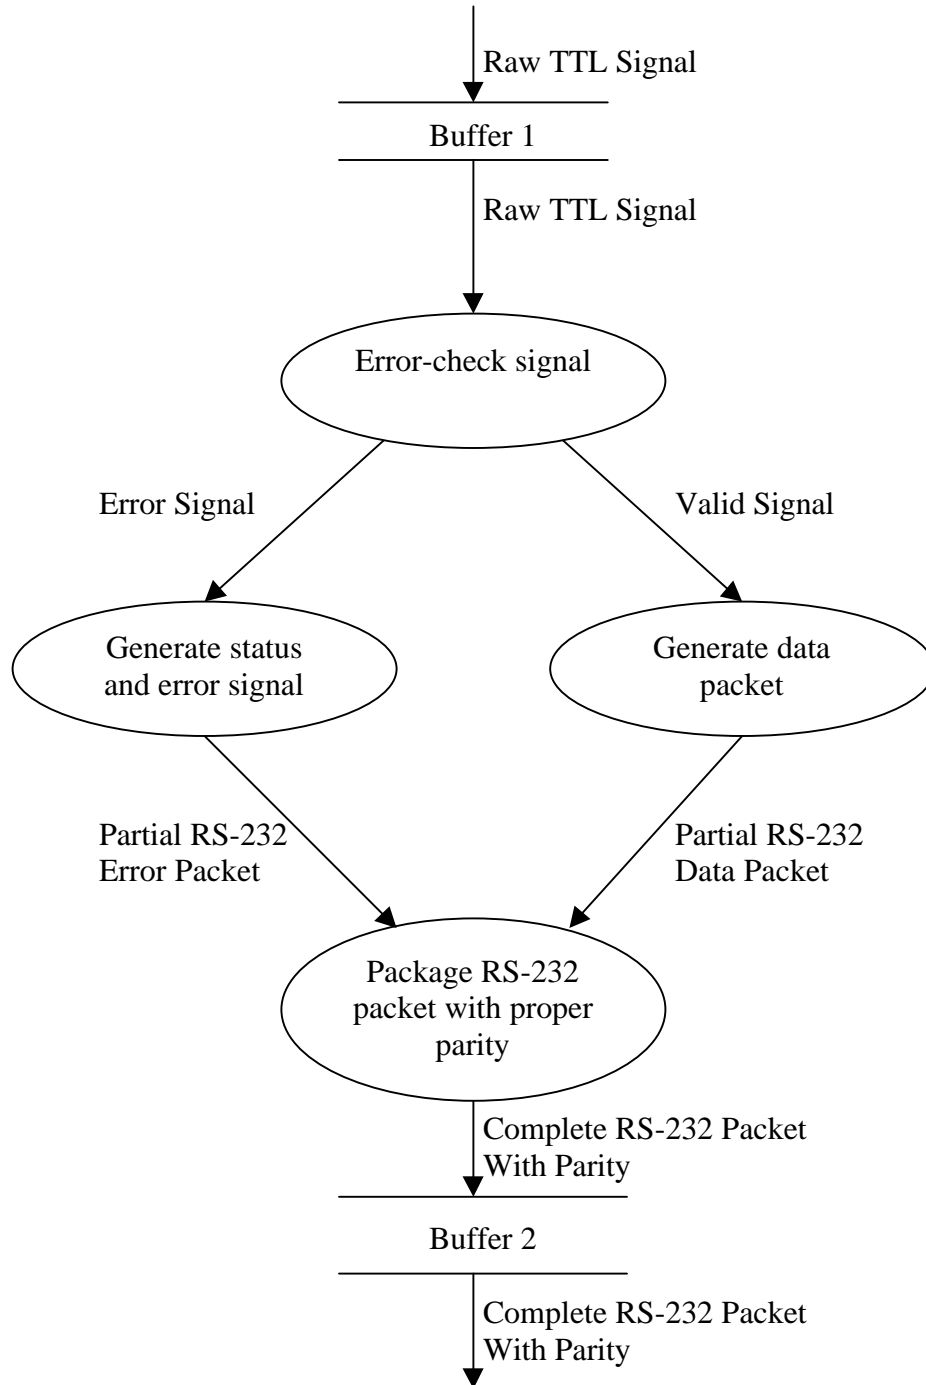 Raw TTL Signal
Buffer 1
Raw TTL Signal
Error-check signal
Error Signal
Valid Signal
Generate status
and error signal
Generate data
packet
Partial RS-232
Error Packet
Partial RS-232
Data Packet
Package RS-232
packet with proper
parity
Complete RS-232 Packet
With Parity
Buffer 2
Complete RS-232 Packet
With Parity